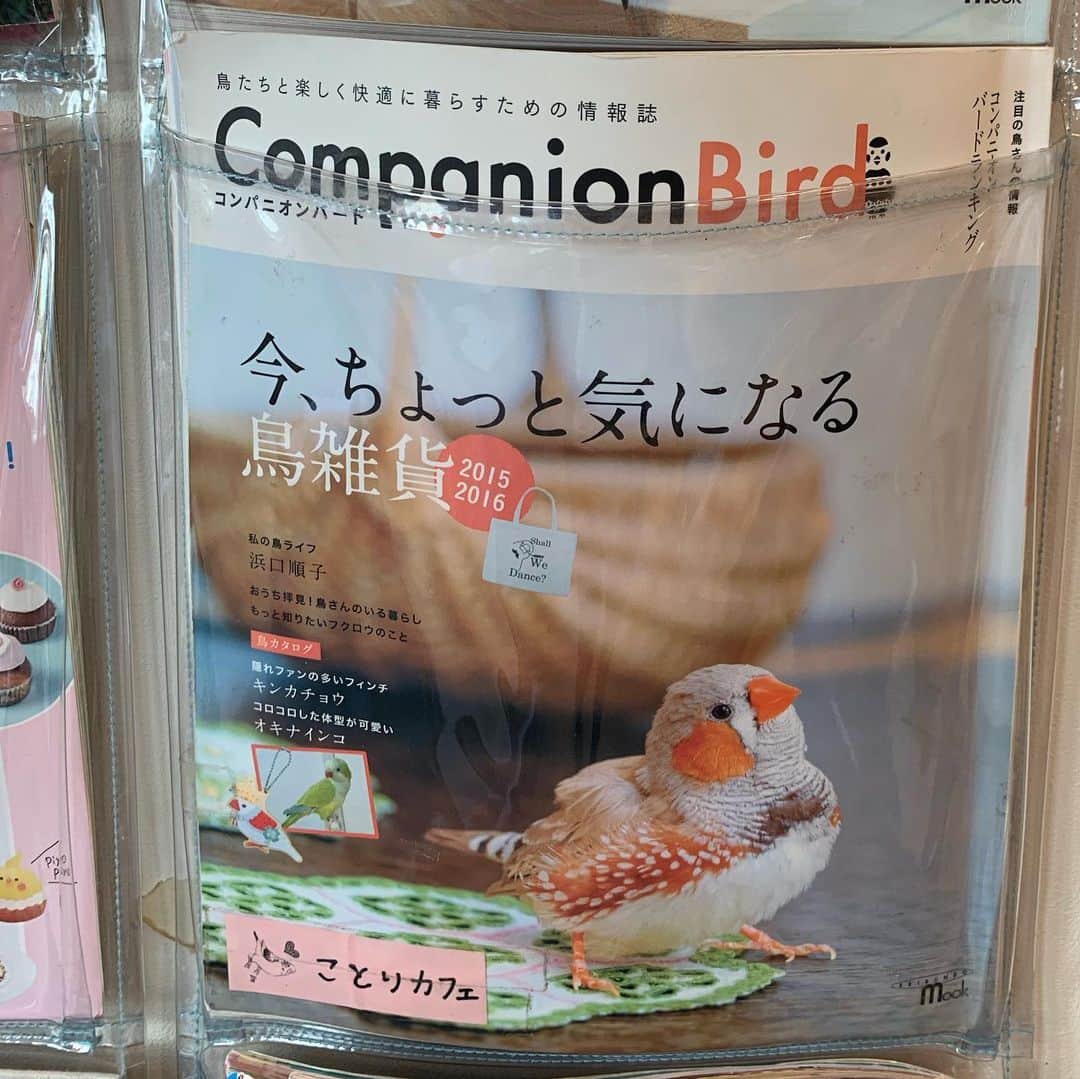 mook
鳥たちと楽しく快適に暮らすための情報誌
CompanionBird
コンパニオンバード
注目の鳥さんの情報
コンパニオン
バードランキング
今、ちょっと気になる
鳥雑貨
2015
2016
Shall
We
Dance?
私の鳥ライフ
浜口順子
おうち拝見！鳥さんのいる暮らし
もっと知りたいフクロウのこと
鳥カタログ
隠れファンの多いフィンチ
キンカチョウ
コロコロした体型が可愛い
オキナインコ
ことりカフェ
SEIBUNDO
mook
!